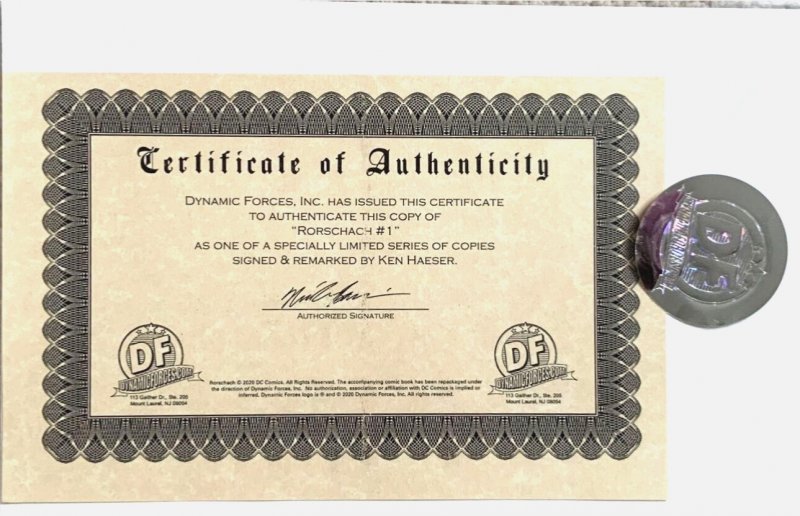 Certificate of Authenticity
DYNAMIC FORCES, INC. HAS ISSUED THIS CERTIFICATE
TO AUTHENTICATE THIS COPY OF
"RORSCHACH #1"
AS ONE OF A SPECIALLY LIMITED SERIES OF COPIES
SIGNED & REMARKED BY KEN HAESER.
AUTHORIZED SIGNATURE
DF
DYNAMICFORCES.COM
113 Gaither Dr., Ste. 205
Mount Laurel, NJ 08054
Rorschach © 2020 DC Comics. All Rights Reserved. The accompanying comic book has been repackaged under
the direction of Dynamic Forces, Inc. No authorization, association or affiliation with DC Comics is implied or
inferred. Dynamic Forces logo is ® and © 2020 Dynamic Forces, Inc. All rights reserved.
DF
DYNAMICFORCES.COM
113 Gaither Dr., Ste. 205
Mount Laurel, NJ 08054
DF